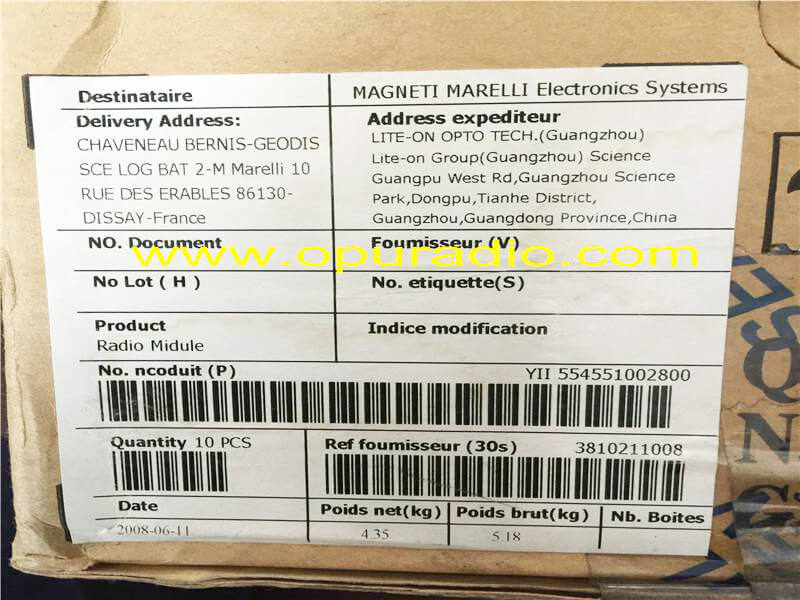 Destinataire
MAGNETI MARELLI Electronics Systems
Delivery Address:
CHAVENEAU BERNIS-GEODIS
SCE LOG BAT 2-M Marelli 10
RUE DES ERABLES 86130-
DISSAY-France
Address expediteur
LITE-ON OPTO TECH.(Guangzhou)
Lite-on Group(Guangzhou) Science
Guangpu West Rd,Guangzhou Science
Park,Dongpu,Tianhe District,
Guangzhou,Guangdong Province,China
NO. Document
Foumisseur (V)
www.opuradio.com
No Lot ( H )
No. etiquette(S)
Product
Radio Midule
Indice modification
No. ncoduit (P)
YII 554551002800
Quantity 10 PCS
Ref foumisseur (30s) 3810211008
Date
2008-06-11
Poids net(kg)
4.35
Poids brut(kg)
5.18
Nb. Boites